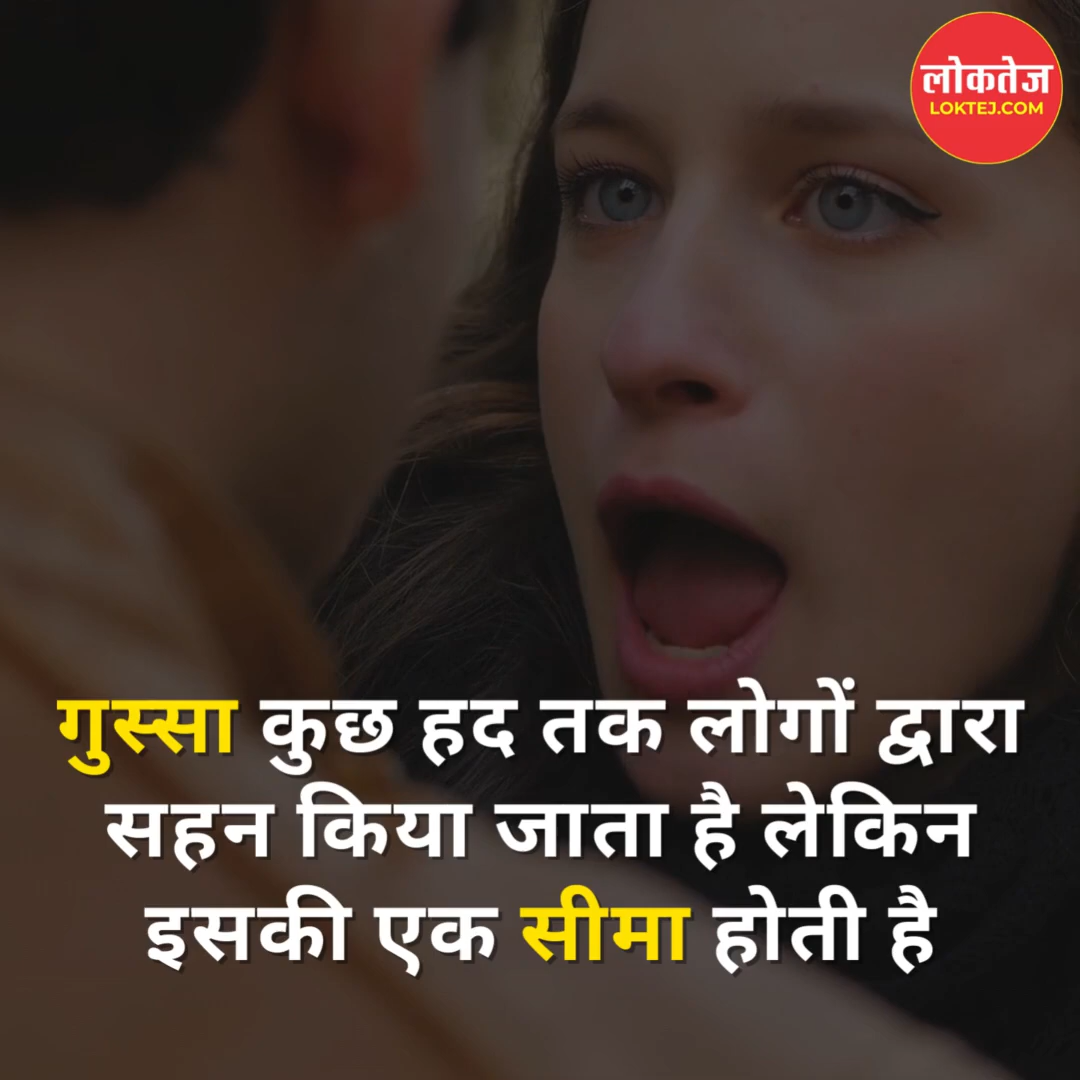 लोकतेज
LOKTEJ.COM
गुस्सा कुछ हद तक लोगों द्वारा
सहन किया जाता है लेकिन
इसकी एक सीमा होती है